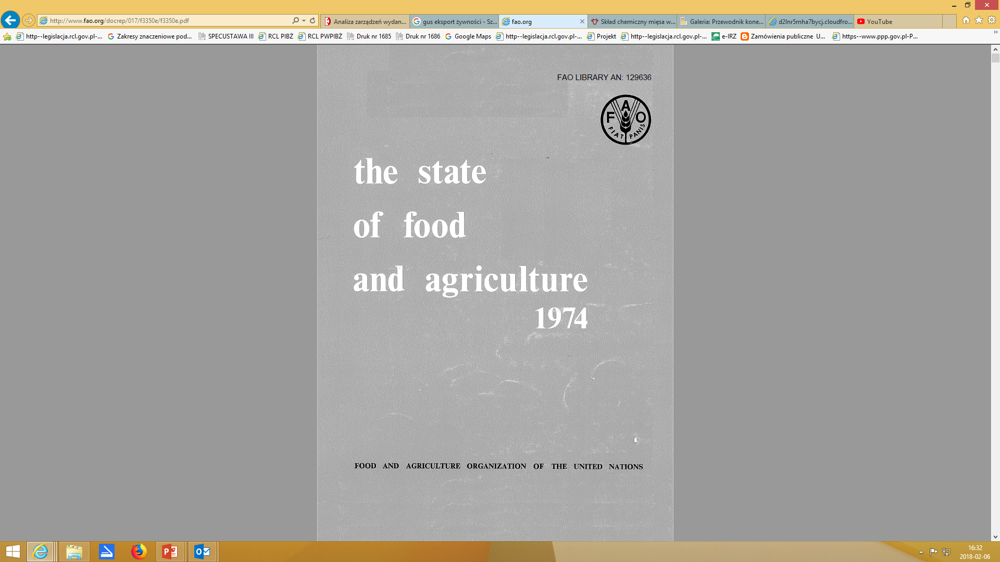 http://www.fao.org/docrep/017/f3350e/f3350e.pdf
Analiza zarządzeń wydan...
gus eksport żywności - Sz...
fao.org
Skład chemiczny mięsa w...
Galeria: Przewodnik kone...
d2lnr5mha7bycj.cloudfro...
YouTube
http--legislacja.rcl.gov.pl-...
Zakresy znaczeniowe pod...
SPECUSTAWA III
RCL PIBŻ
RCL PWPIBŻ
Druk nr 1685
Druk nr 1686
Google Maps
http--legislacja.rcl.gov.pl-...
Projekt
http--legislacja.rcl.gov.pl-...
e-IRZ
Zamówienia publiczne U...
https--www.ppp.gov.pl-P...
FAO LIBRARY AN: 129636
FAO
FIAT PANIS
the state
of food
and agriculture
1974
FOOD AND AGRICULTURE ORGANIZATION OF THE UNITED NATIONS
16:32
2018-02-06